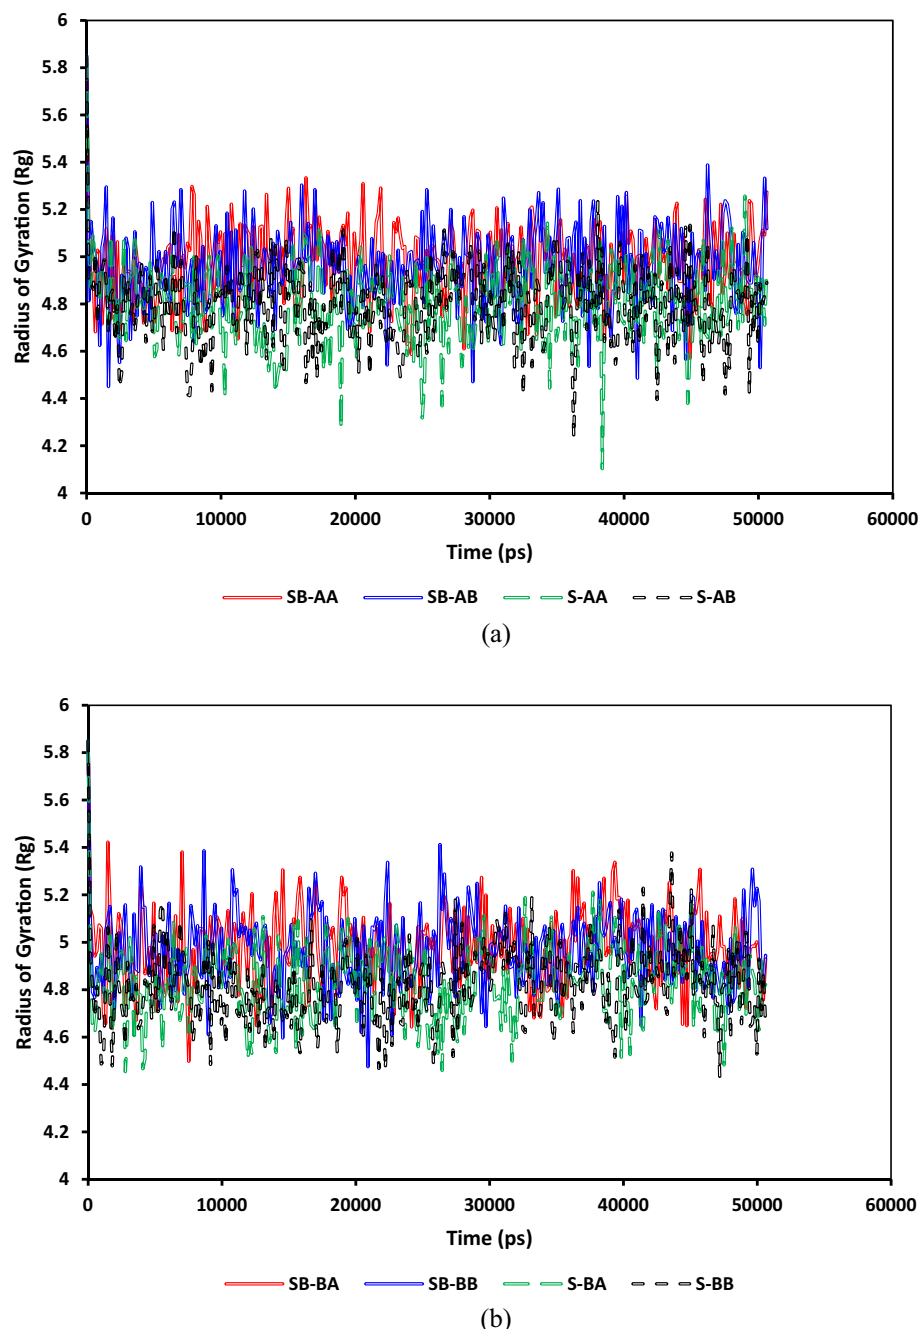 6
5.8
5.6
5.4
5.2
5
4.8
4.6
4.4
4.2
4
Radius of Gyration (Rg)
0 10000 20000 30000 40000 50000 60000
Time (ps)
SB-AA SB-AB S-AA S-AB
(a)
6
5.8
5.6
5.4
5.2
5
4.8
4.6
4.4
4.2
4
Radius of Gyration (Rg)
0 10000 20000 30000 40000 50000 60000
Time (ps)
SB-BA SB-BB S-BA S-BB
(b)